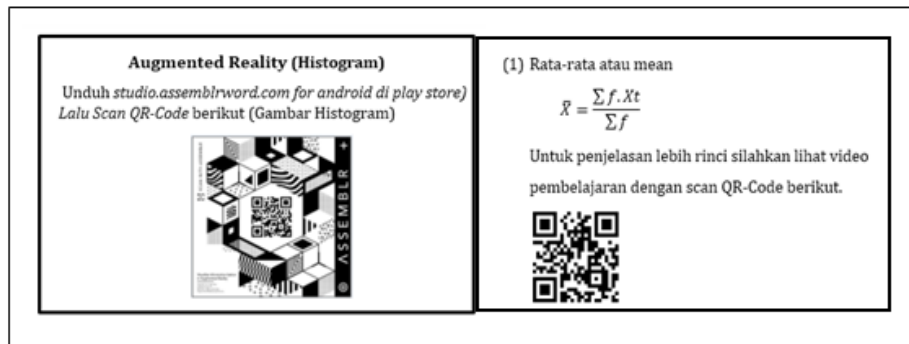 Augmented Reality (Histogram)
Unduh studio.assemblrword.com for android di play store)
Lalu Scan QR-Code berikut (Gambar Histogram)
ASSEMBLR
(1) Rata-rata atau mean
X̄ = ∑ f. Xt / ∑ f
Untuk penjelasan lebih rinci silahkan lihat video
pembelajaran dengan scan QR-Code berikut.